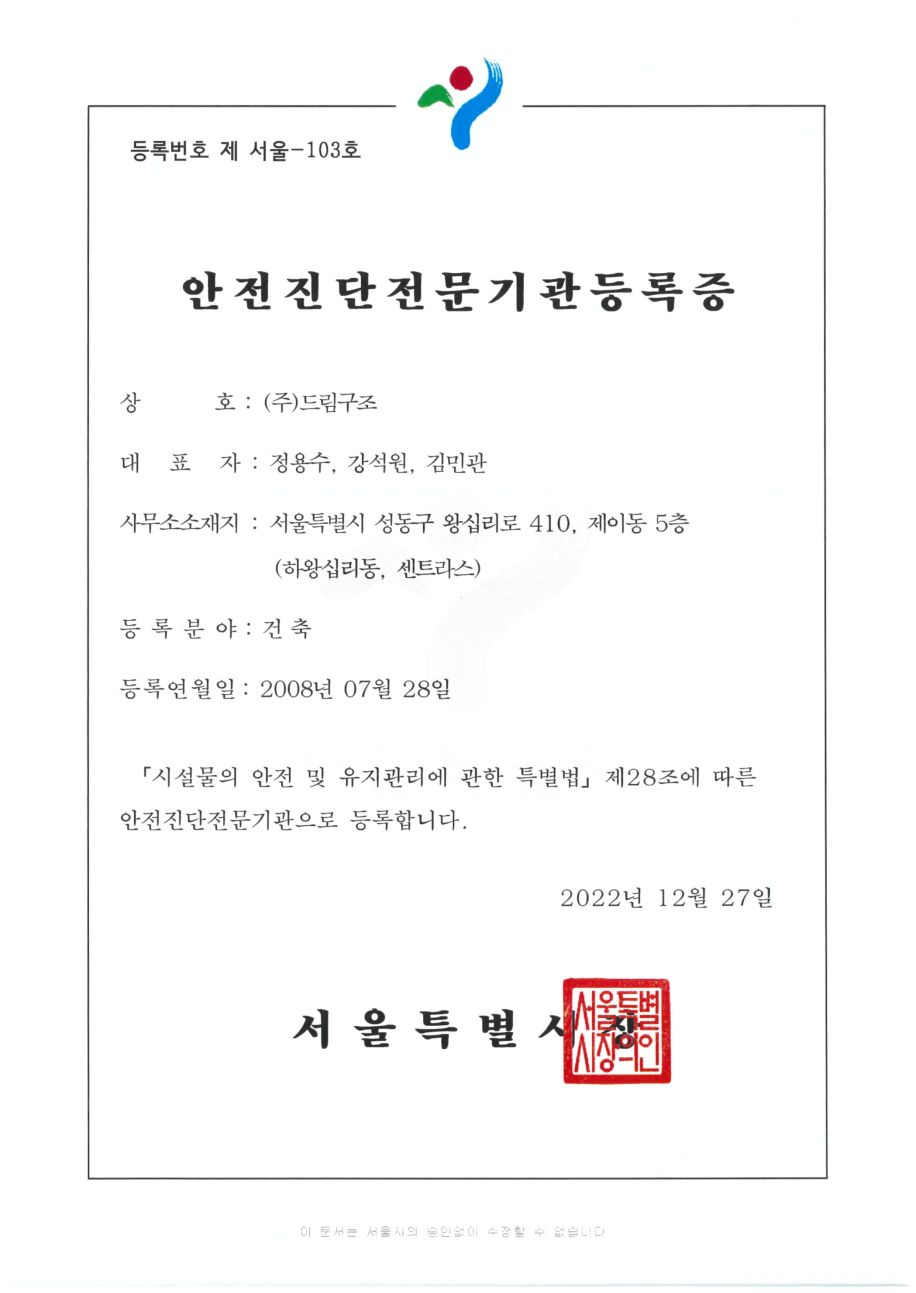 등록번호 제 서울-103호
안전진단전문기관등록증
상 호 : (주)드림구조
대 표 자 : 정용수, 강석원, 김민관
사무소소재지 : 서울특별시 성동구 왕십리로 410, 제이동 5층
(하왕십리동, 센트라스)
등 록 분 야 : 건 축
등록연월일 : 2008년 07월 28일
「시설물의 안전 및 유지관리에 관한 특별법」 제28조에 따른
안전진단전문기관으로 등록합니다.
2022년 12월 27일
서울특별시장
서울특별
시장의인
이 문서는 서울시의 승인없이 수정할 수 없습니다.